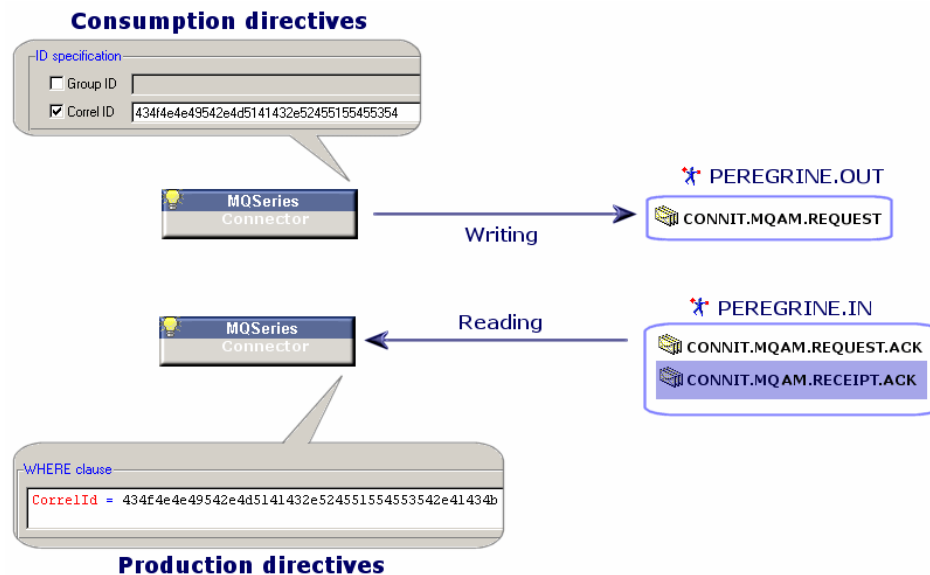 Consumption directives
ID specification
Group ID
Correl ID 434f4e4e49542e4d5141432e52455155455354
PEREGRINE.OUT
MQSeries
Connector
CONNIT.MQAM.REQUEST
Writing
PEREGRINE.IN
MQSeries
Connector
Reading
CONNIT.MQAM.REQUEST.ACK
CONNIT.MQAM.RECEIPT.ACK
WHERE clause
CorrelId = 434f4e4e49542e4d5141432e524551554553542e41434b
Production directives